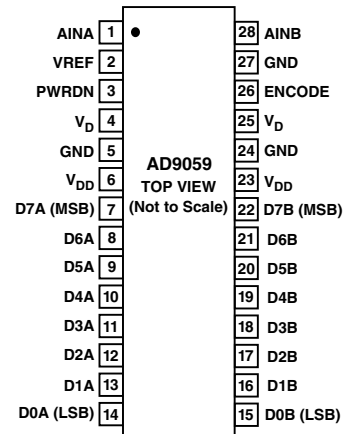 AINA 1 28 AINB
VREF 2 27 GND
PWRDN 3 26 ENCODE
VD 4 25 VD
GND 5 24 GND
VDD 6 23 VDD
AD9059
TOP VIEW
(Not to Scale)
D7A (MSB) 7 22 D7B (MSB)
D6A 8 21 D6B
D5A 9 20 D5B
D4A 10 19 D4B
D3A 11 18 D3B
D2A 12 17 D2B
D1A 13 16 D1B
D0A (LSB) 14 15 D0B (LSB)